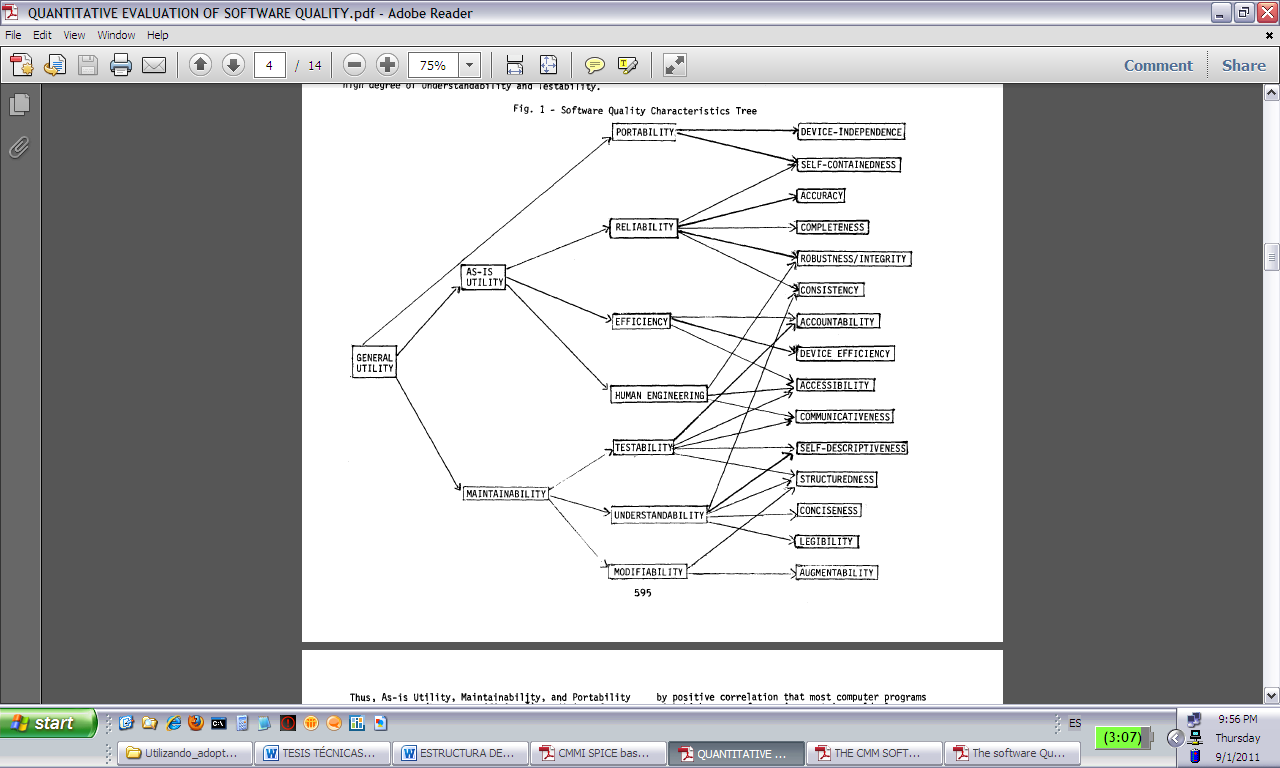 QUANTITATIVE EVALUATION OF SOFTWARE QUALITY.pdf - Adobe Reader
File Edit View Window Help
4 / 14 75% Comment Share
high degree of Understandability and Testability.
Fig. 1 - Software Quality Characteristics Tree
PORTABILITY
DEVICE-INDEPENDENCE
SELF-CONTAINEDNESS
ACCURACY
RELIABILITY
COMPLETENESS
ROBUSTNESS/INTEGRITY
AS-IS
UTILITY
CONSISTENCY
EFFICIENCY
ACCOUNTABILITY
DEVICE EFFICIENCY
GENERAL
UTILITY
ACCESSIBILITY
HUMAN ENGINEERING
COMMUNICATIVENESS
TESTABILITY
SELF-DESCRIPTIVENESS
STRUCTUREDNESS
MAINTAINABILITY
CONCISENESS
UNDERSTANDABILITY
LEGIBILITY
MODIFIABILITY
AUGMENTABILITY
595
Thus, As-is Utility, Maintainability, and Portability
by positive correlation that most computer programs
start
ES
(3:07)
9:56 PM
Thursday
9/1/2011
Utilizando_adopt...
TESIS TÉCNICAS...
ESTRUCTURA DE...
CMMI SPICE bas...
QUANTITATIVE ...
THE CMM SOFT...
The software Qu...